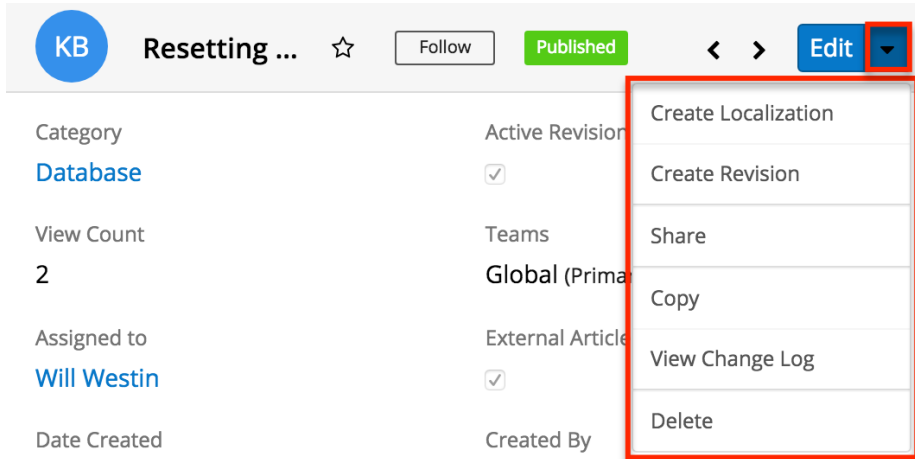 KB Resetting ... Follow Published Edit
Create Localization
Category Active Revision
Create Revision
Database
Share
View Count Teams
2 Global (Primar
Copy
Assigned to External Article
View Change Log
Will Westin
Delete
Date Created Created By